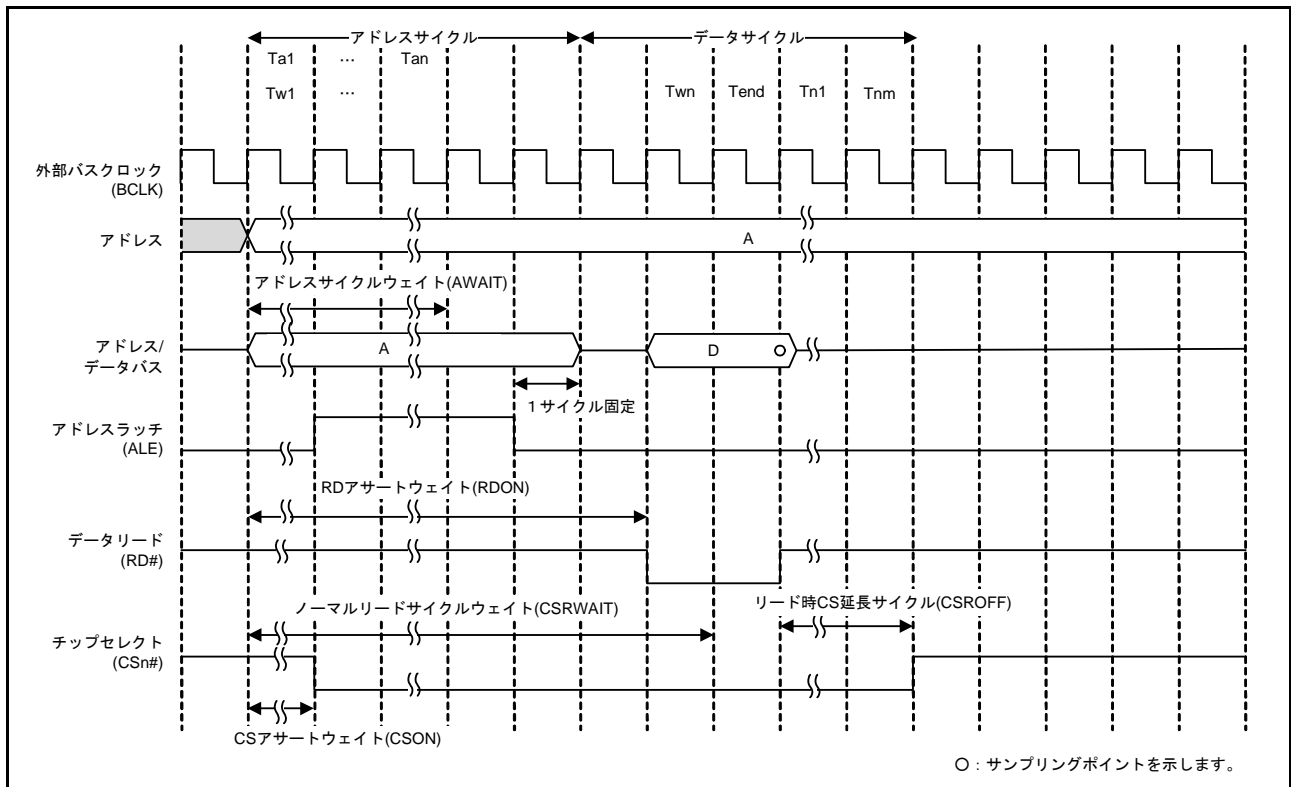 アドレスサイクル データサイクル
Ta1 … Tan
Tw1 … Twn Tend Tn1 Tnm
外部バスクロック
(BCLK)
アドレス A
アドレスサイクルウェイト(AWAIT)
アドレス/
データバス
A D
1サイクル固定
アドレスラッチ
(ALE)
RDアサートウェイト(RDON)
データリード
(RD#)
ノーマルリードサイクルウェイト(CSRWAIT) リード時CS延長サイクル(CSROFF)
チップセレクト
(CSn#)
CSアサートウェイト(CSON)
○:サンプリングポイントを示します。